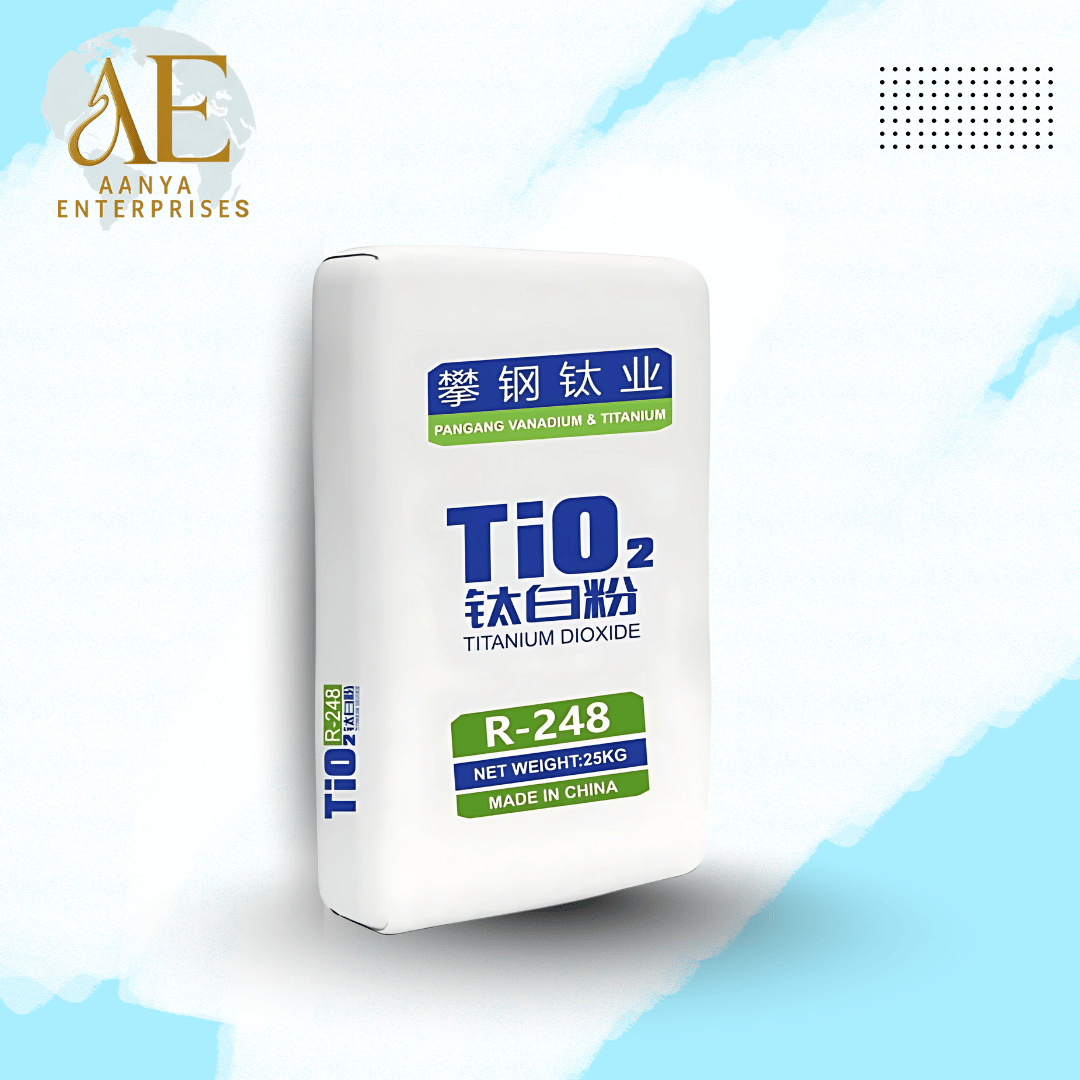 AE
AANYA
ENTERPRISES
攀钢钛业
PANGANG VANADIUM & TITANIUM
TiO2
钛白粉
TITANIUM DIOXIDE
R-248
NET WEIGHT:25KG
MADE IN CHINA
TiO2
R-248
钛白粉